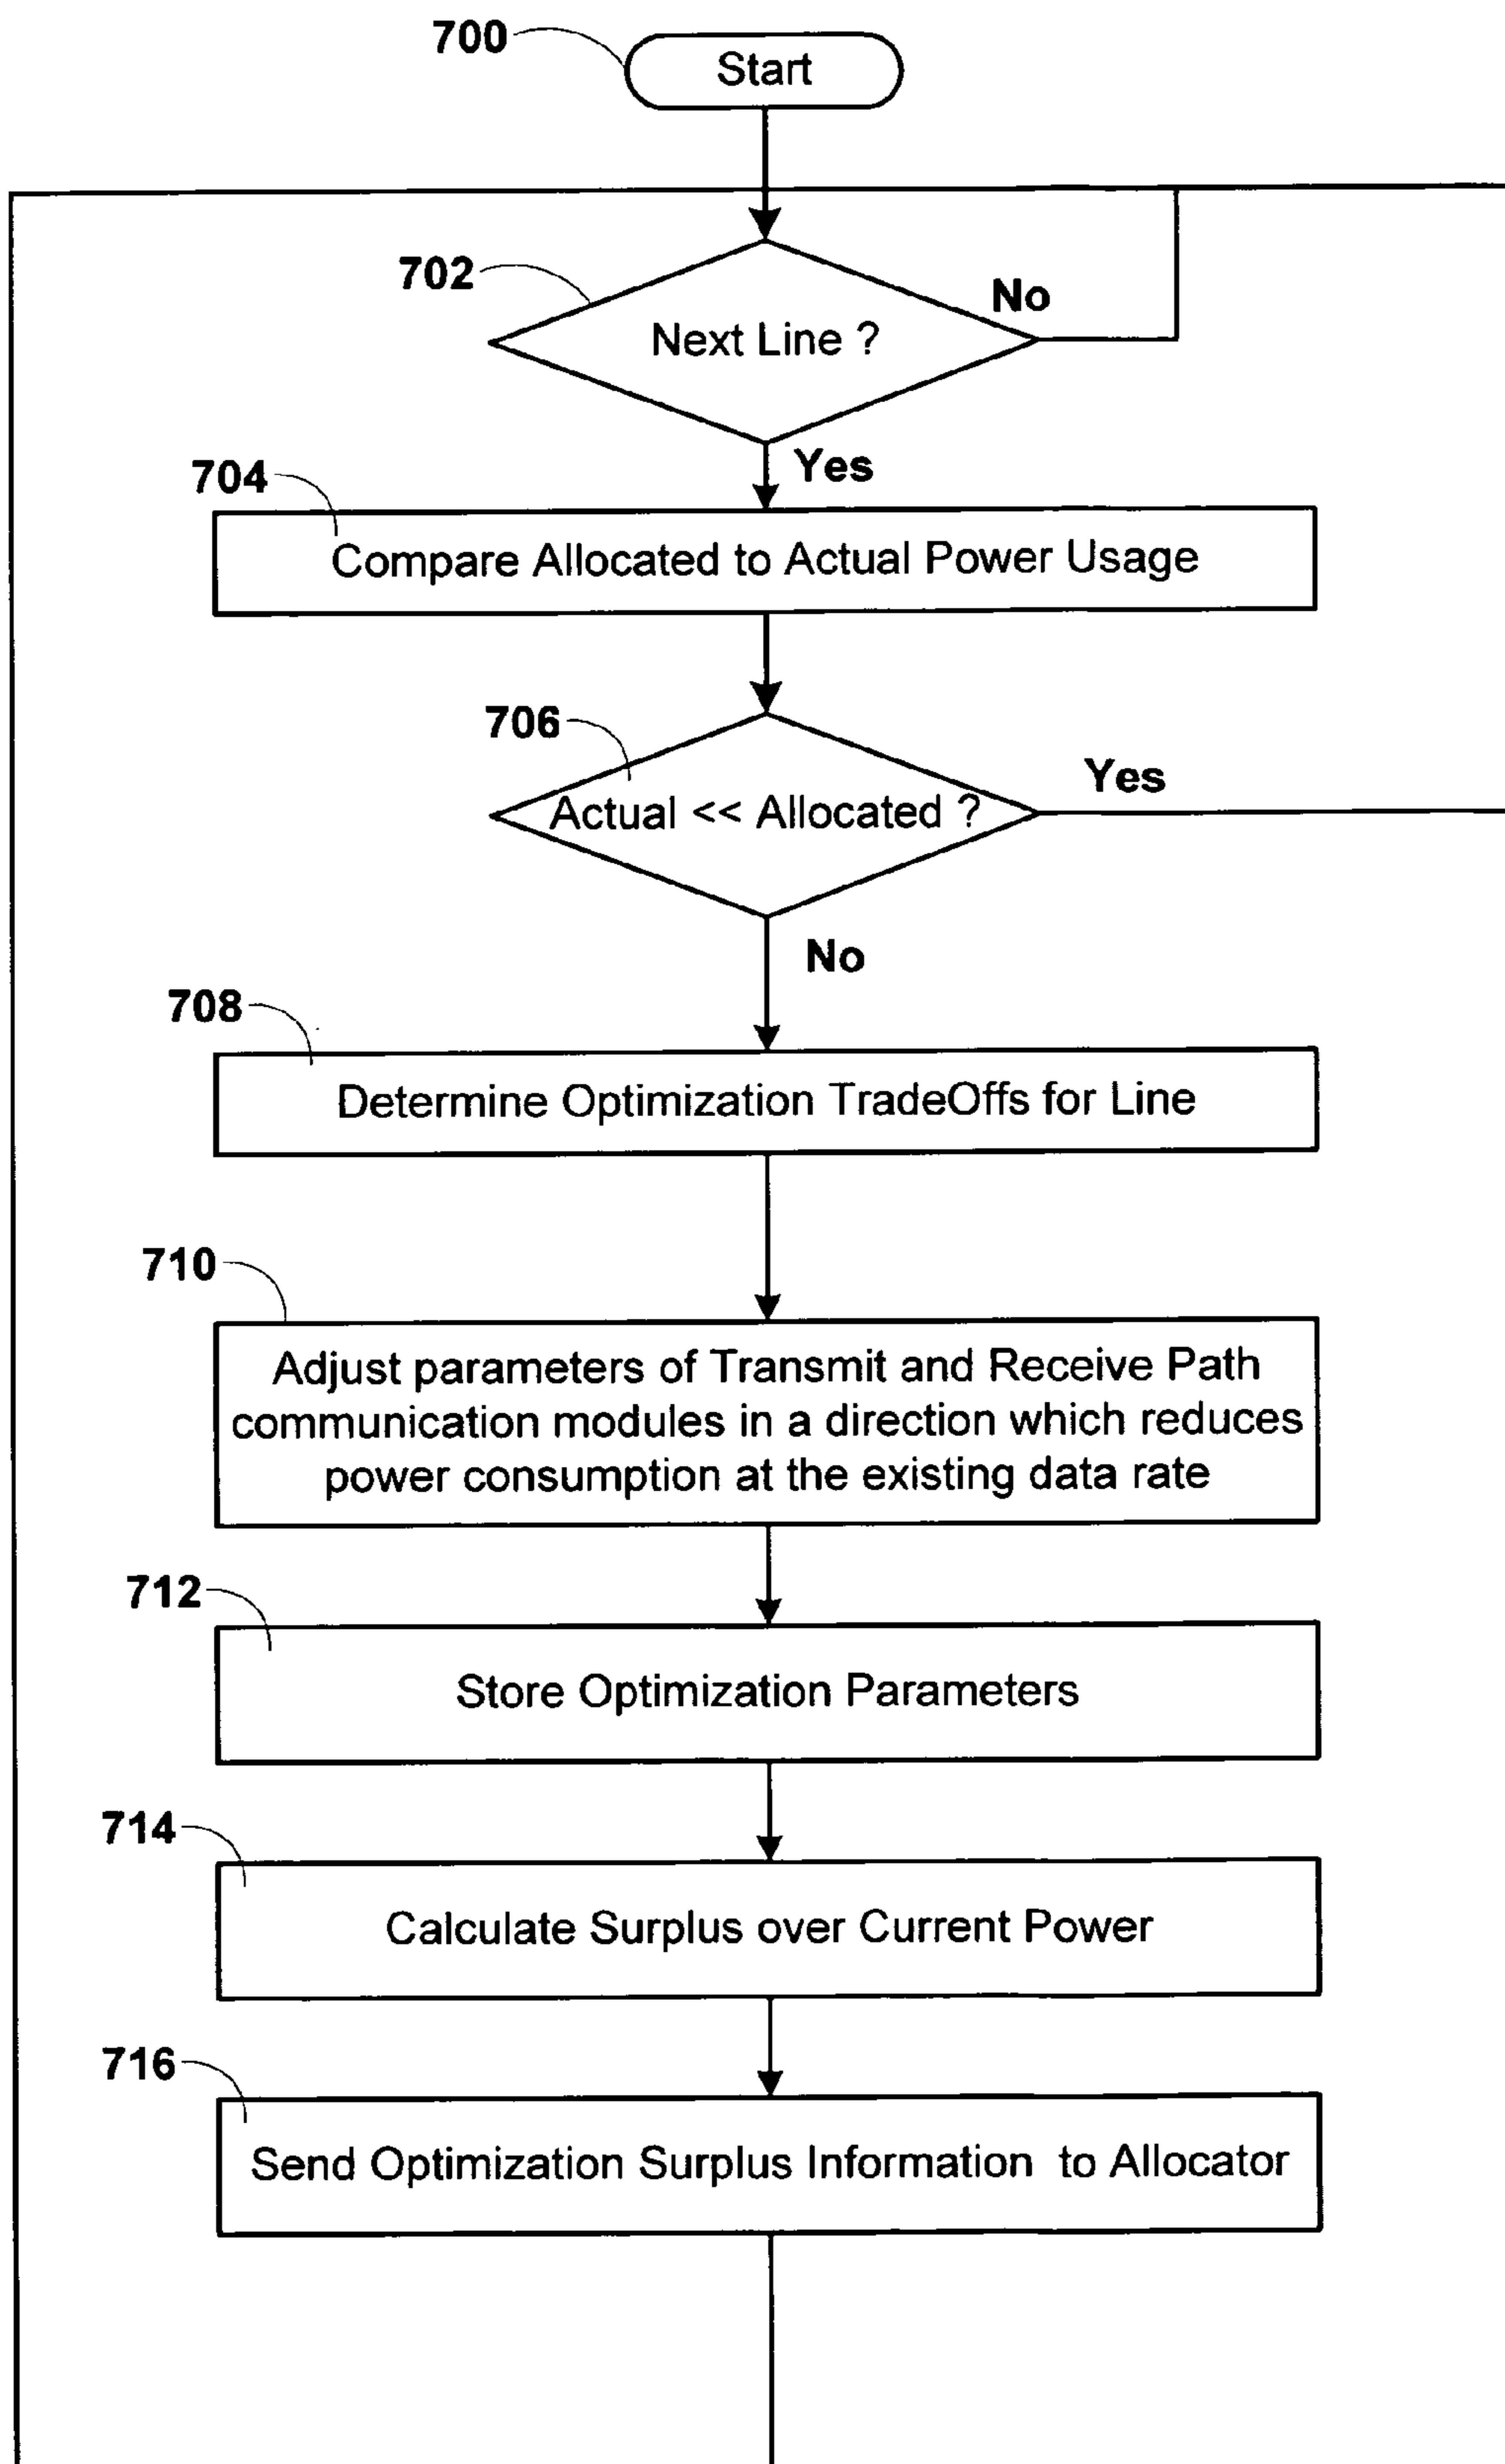 700
Start
702
Next Line ?
No
Yes
704
Compare Allocated to Actual Power Usage
706
Actual << Allocated ?
Yes
No
708
Determine Optimization TradeOffs for Line
710
Adjust parameters of Transmit and Receive Path
communication modules in a direction which reduces
power consumption at the existing data rate
712
Store Optimization Parameters
714
Calculate Surplus over Current Power
716
Send Optimization Surplus Information to Allocator